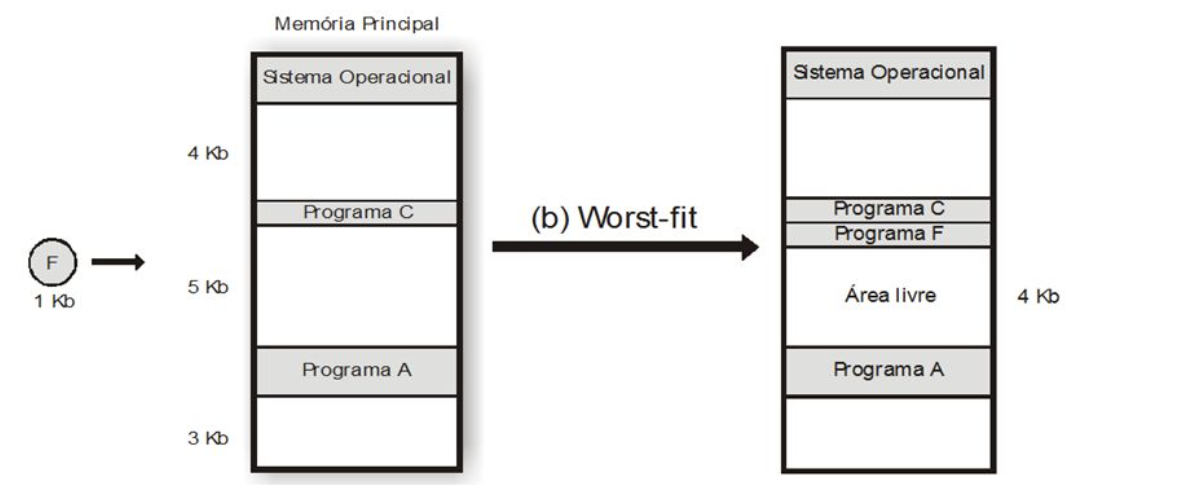 Memória Principal
Sistema Operacional
4 Kb
Programa C
F
1 Kb
5 Kb
Programa A
3 Kb
(b) Worst-fit
Sistema Operacional
Programa C
Programa F
Área livre
4 Kb
Programa A